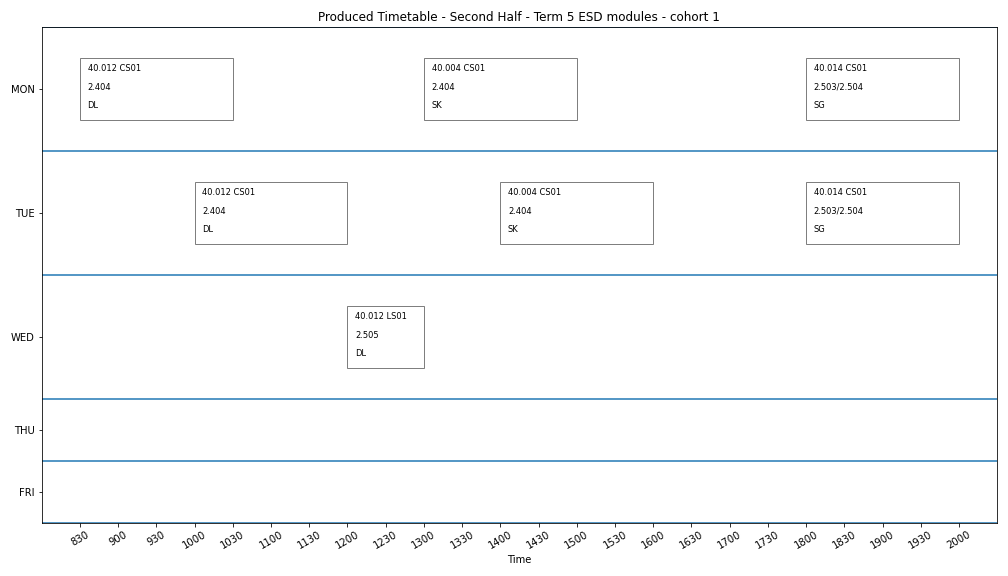 Produced Timetable - Second Half - Term 5 ESD modules - cohort 1
MON
40.012 CS01
2.404
DL
40.004 CS01
2.404
SK
40.014 CS01
2.503/2.504
SG
TUE
40.012 CS01
2.404
DL
40.004 CS01
2.404
SK
40.014 CS01
2.503/2.504
SG
WED
40.012 LS01
2.505
DL
THU
FRI
830 900 930 1000 1030 1100 1130 1200 1230 1300 1330 1400 1430 1500 1530 1600 1630 1700 1730 1800 1830 1900 1930 2000
Time